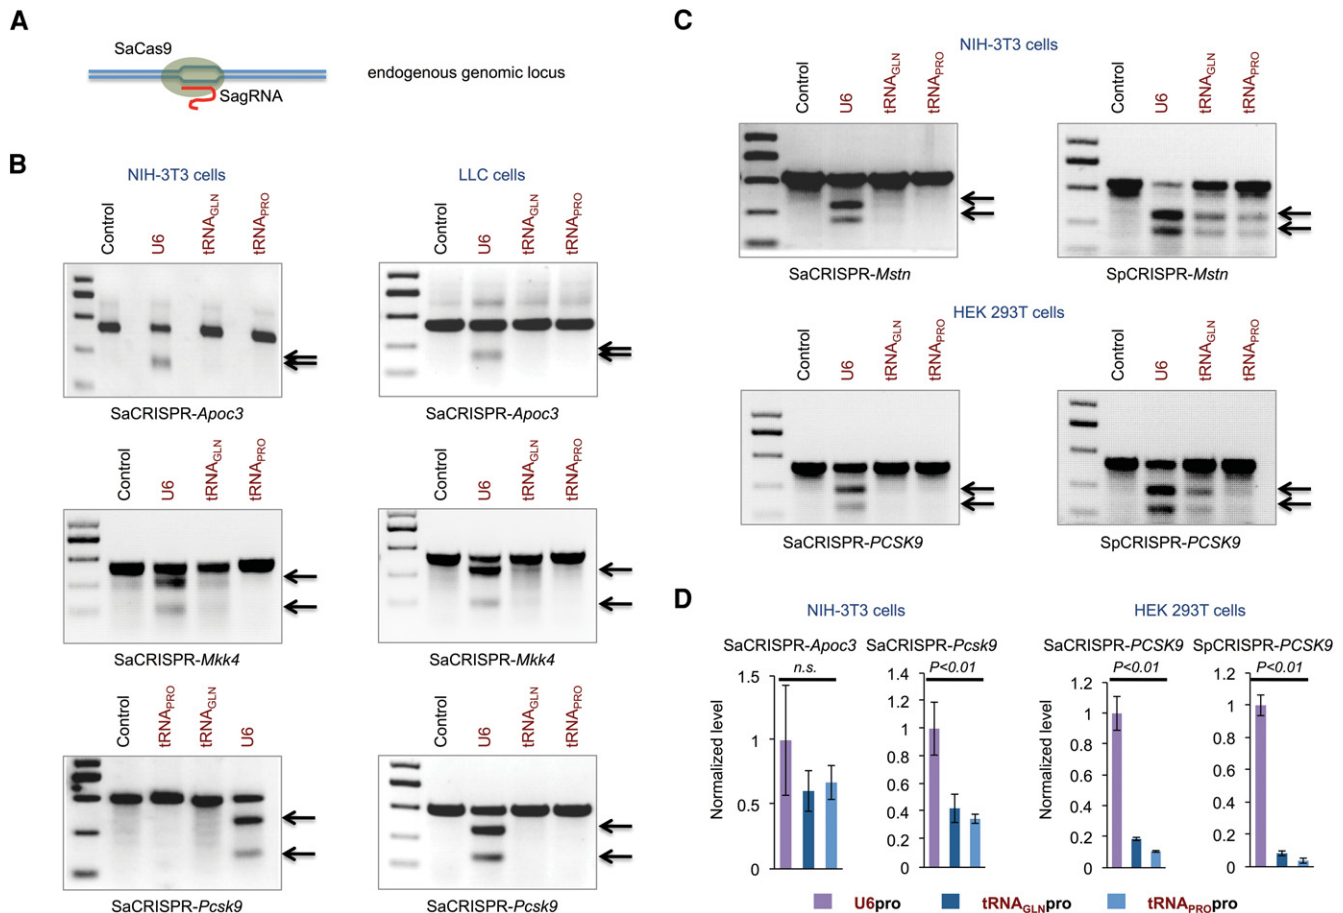 A
SaCas9
SagRNA
endogenous genomic locus
B
NIH-3T3 cells
Control
U6
tRNAGLN
tRNAPRO
SaCRISPR-Apoc3
LLC cells
Control
U6
tRNAGLN
tRNAPRO
SaCRISPR-Apoc3
Control
U6
tRNAGLN
tRNAPRO
SaCRISPR-Mkk4
Control
U6
tRNAGLN
tRNAPRO
SaCRISPR-Mkk4
Control
tRNAPRO
tRNAGLN
U6
SaCRISPR-Pcsk9
Control
U6
tRNAGLN
tRNAPRO
SaCRISPR-Pcsk9
C
NIH-3T3 cells
Control
U6
tRNAGLN
tRNAPRO
SaCRISPR-Mstn
Control
U6
tRNAGLN
tRNAPRO
SpCRISPR-Mstn
HEK 293T cells
Control
U6
tRNAGLN
tRNAPRO
SaCRISPR-PCSK9
Control
U6
tRNAGLN
tRNAPRO
SpCRISPR-PCSK9
D
NIH-3T3 cells
SaCRISPR-Apoc3
n.s.
Normalized level
1.5
1
0.5
0
SaCRISPR-Pcsk9
P<0.01
1.4
1.2
1
0.8
0.6
0.4
0.2
0
HEK 293T cells
SaCRISPR-PCSK9
P<0.01
Normalized level
1.2
1
0.8
0.6
0.4
0.2
0
SpCRISPR-PCSK9
P<0.01
1.2
1
0.8
0.6
0.4
0.2
0
U6pro
tRNAGLNpro
tRNAPROpro